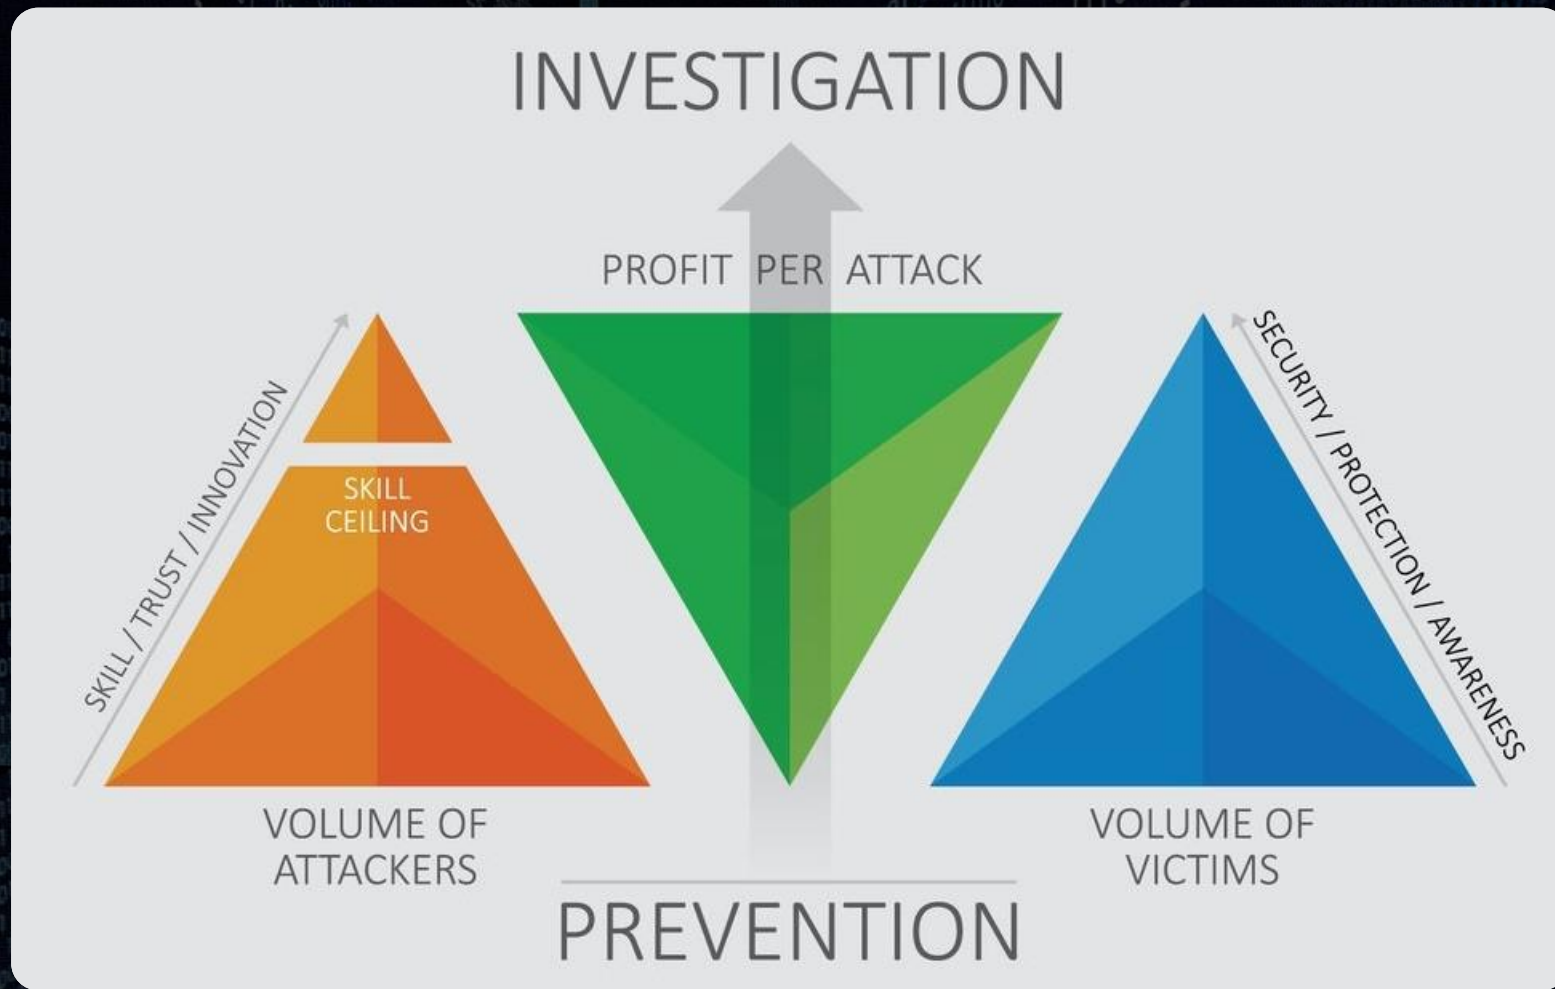 INVESTIGATION
PROFIT PER ATTACK
SKILL / TRUST / INNOVATION
SKILL
CEILING
SECURITY / PROTECTION / AWARENESS
VOLUME OF
ATTACKERS
VOLUME OF
VICTIMS
PREVENTION